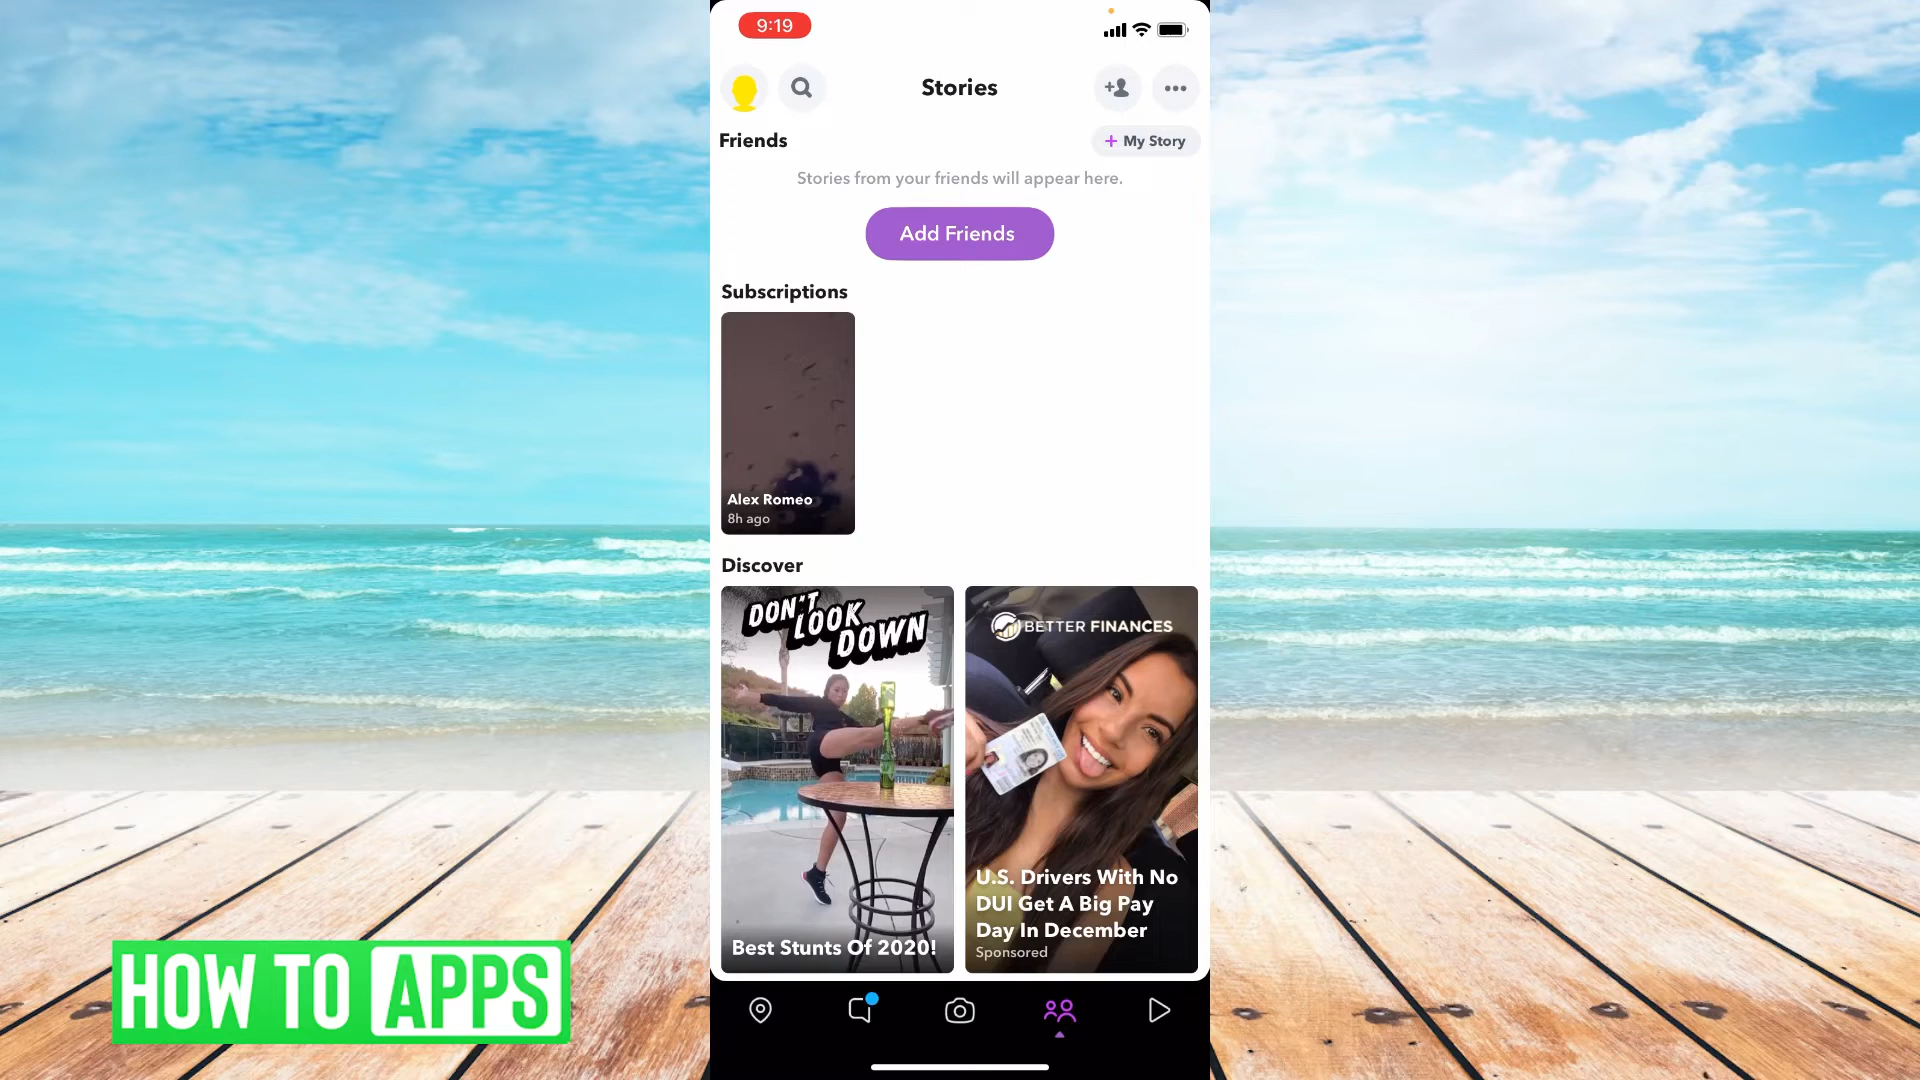 9:19
Stories
Friends
+ My Story
Stories from your friends will appear here.
Add Friends
Subscriptions
Alex Romeo
8h ago
Discover
DON'T
LOOK
DOWN
Best Stunts Of 2020!
BETTER FINANCES
U.S. Drivers With No
DUI Get A Big Pay
Day In December
Sponsored
HOW TO APPS